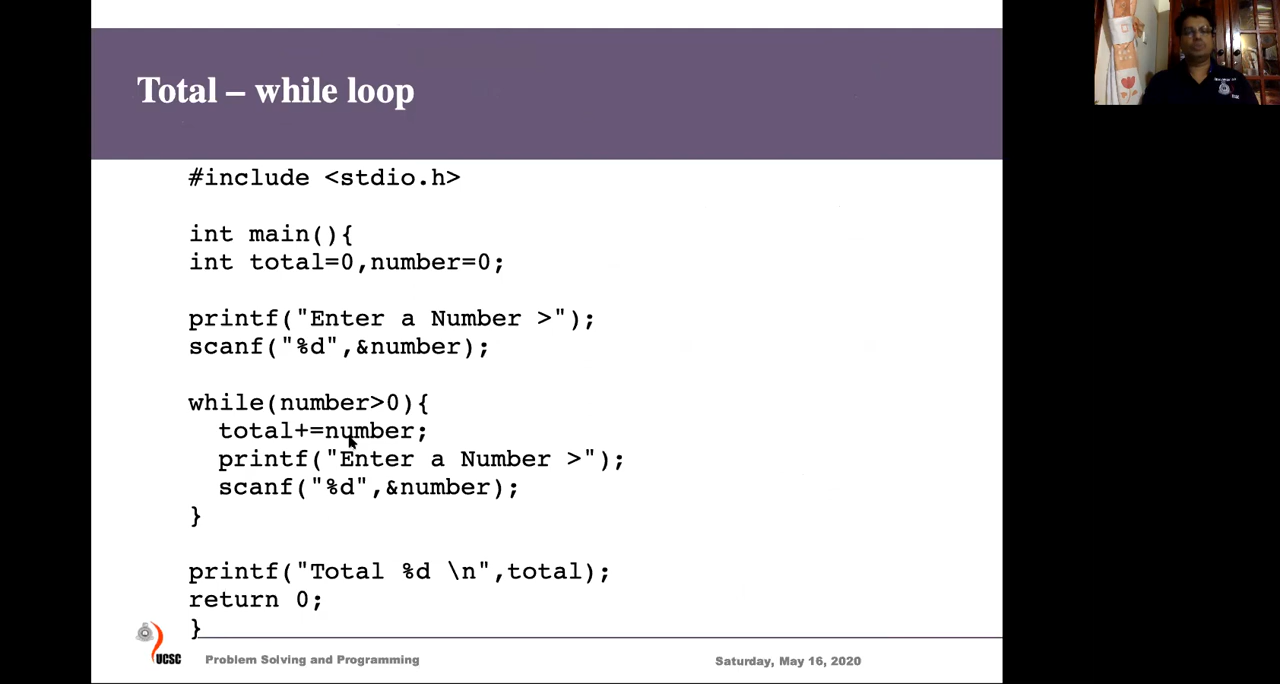 Total – while loop
#include <stdio.h>
int main(){
int total=0,number=0;
printf("Enter a Number >");
scanf("%d",&number);
while(number>0){
total+=number;
printf("Enter a Number >");
scanf("%d",&number);
}
printf("Total %d \n",total);
return 0;
}
UCSC
Problem Solving and Programming
Saturday, May 16, 2020